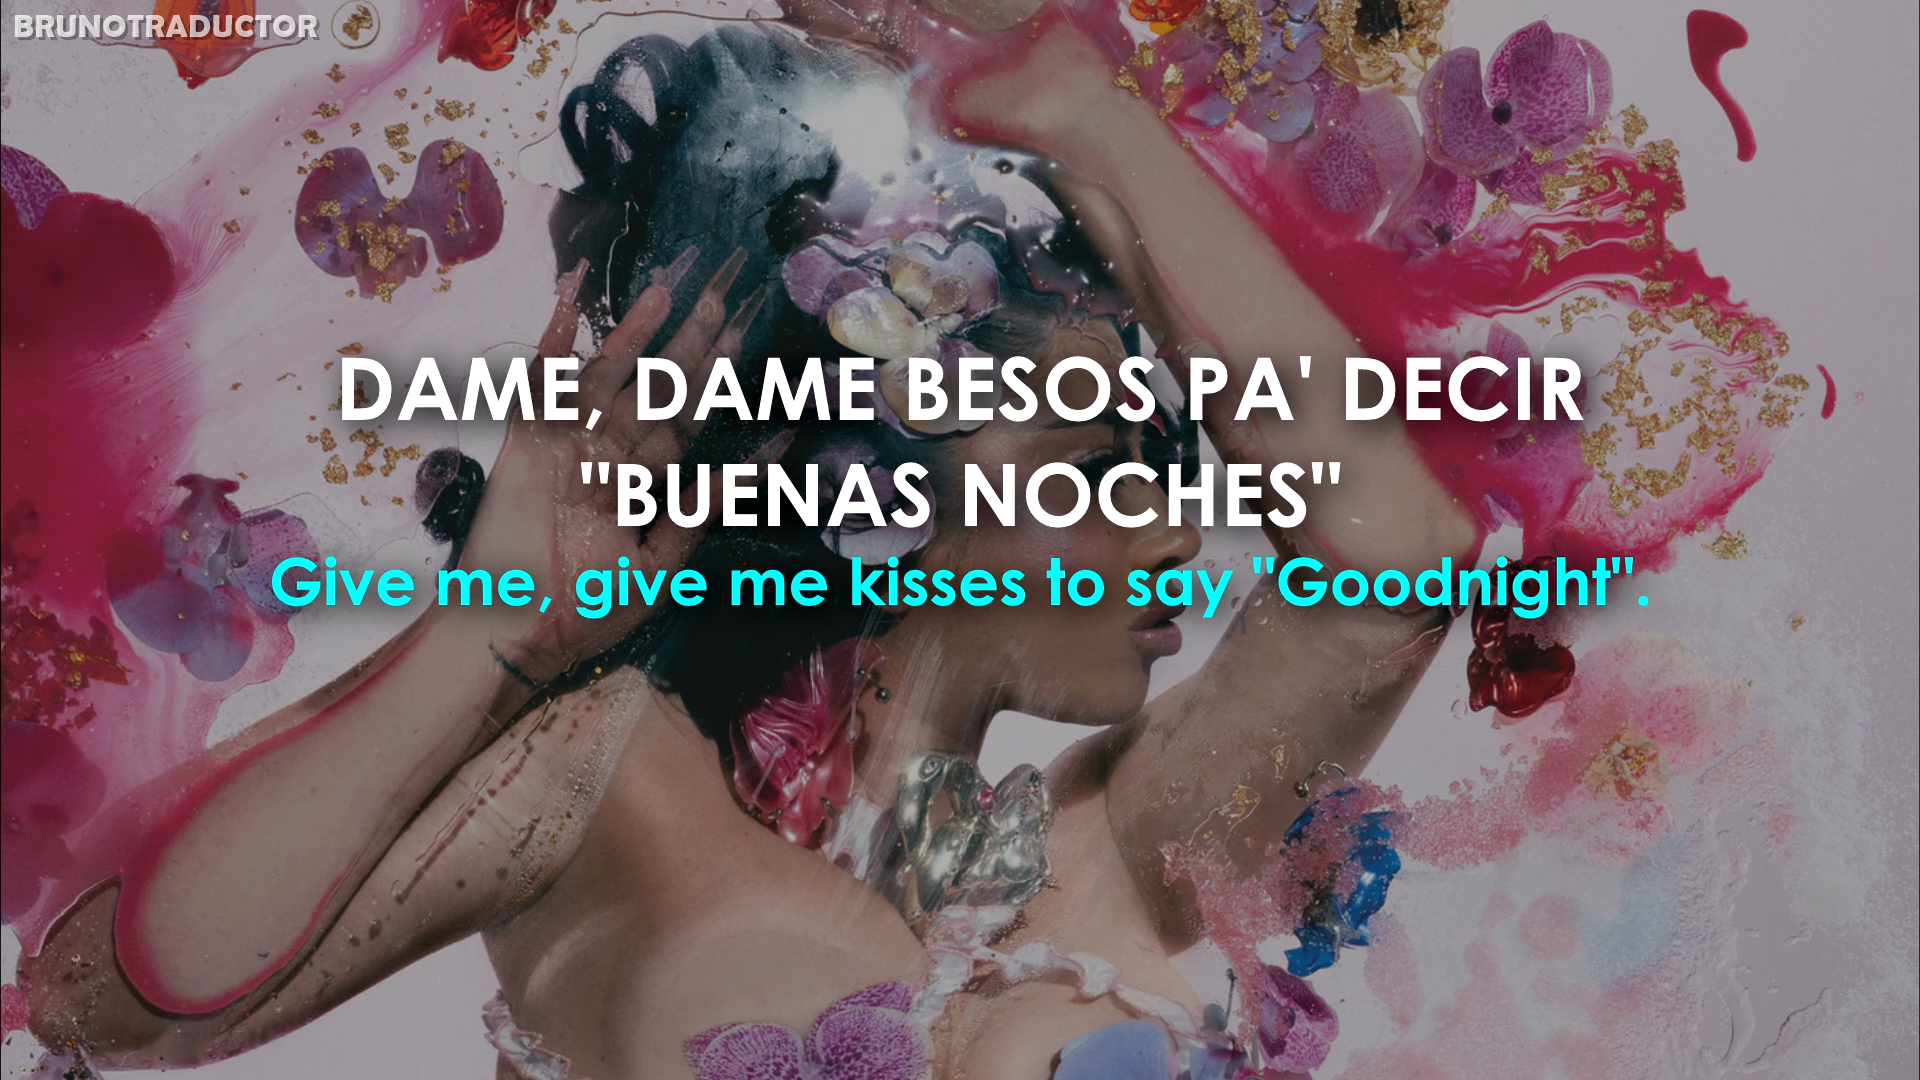 BRUNOTRADUCTOR
DAME, DAME BESOS PA' DECIR
"BUENAS NOCHES"
Give me, give me kisses to say "Goodnight".